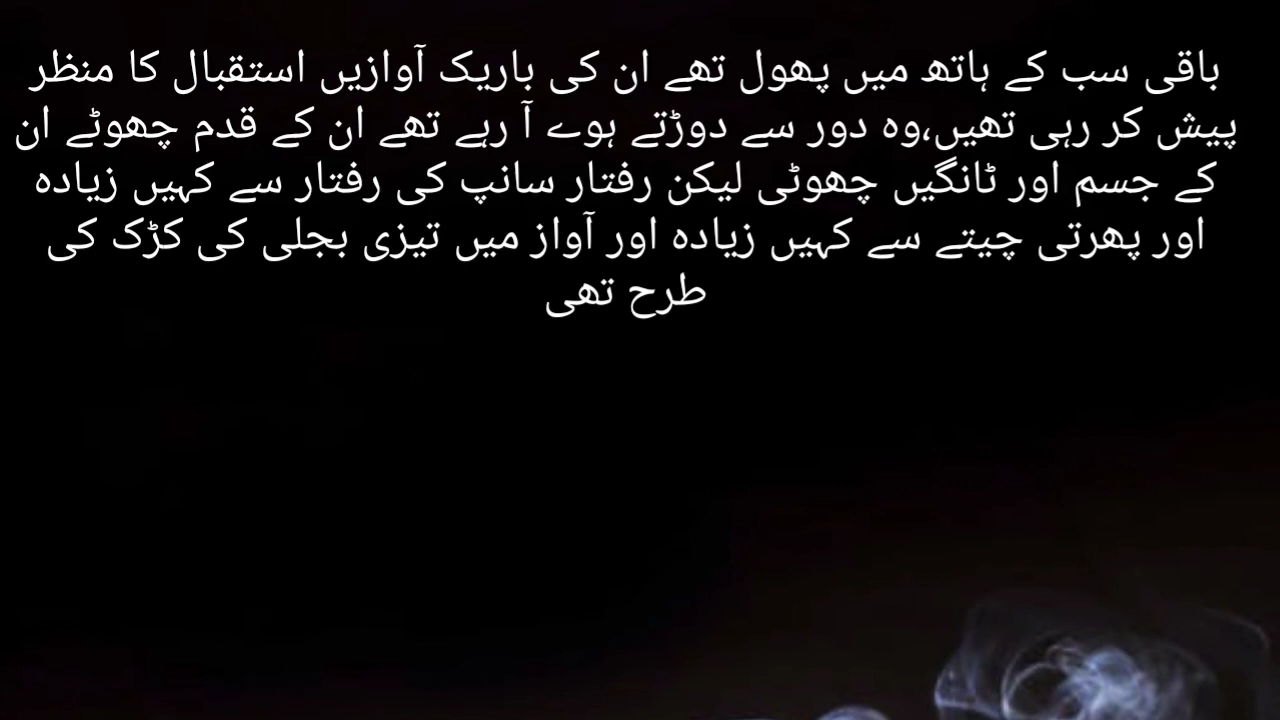 باقی سب کے ہاتھ میں پھول تھے ان کی باریک آوازیں استقبال کا منظر
پیش کر رہی تھیں،وہ دور سے دوڑتے ہوے آ رہے تھے ان کے قدم چھوٹے ان
کے جسم اور ٹانگیں چھوٹی لیکن رفتار سانپ کی رفتار سے کہیں زیادہ
اور پھرتی چیتے سے کہیں زیادہ اور آواز میں تیزی بجلی کی کڑک کی
طرح تھی